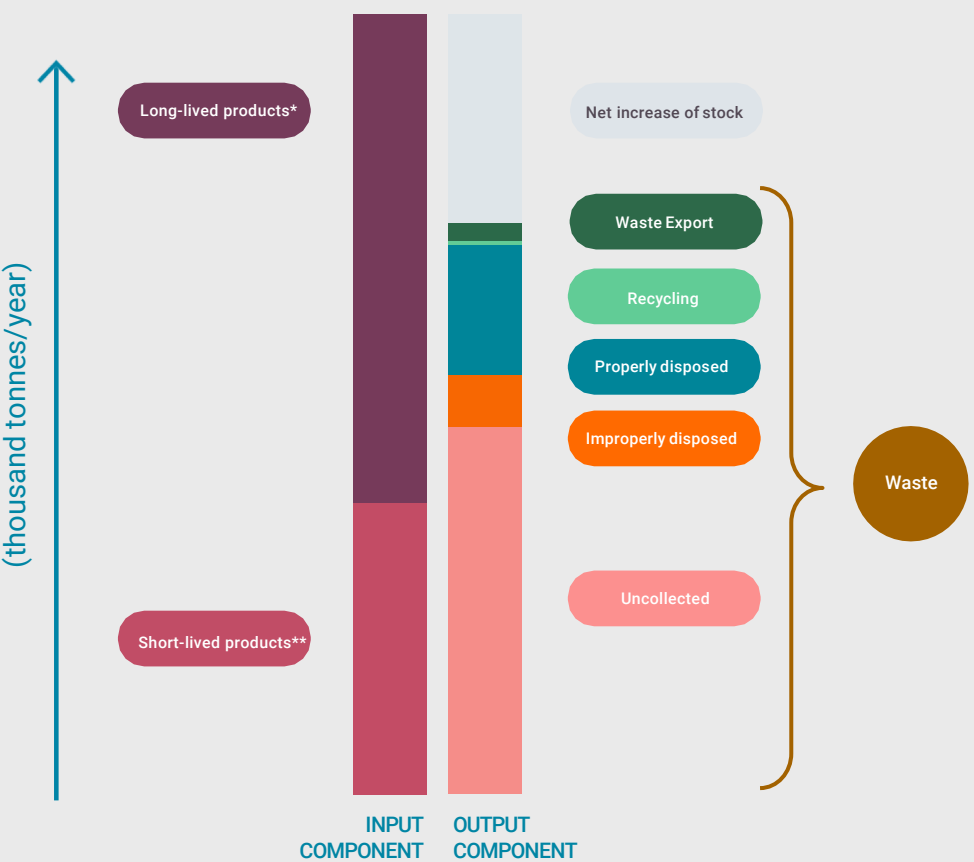 (thousand tonnes/year)
Long-lived products*
Short-lived products**
Net increase of stock
Waste Export
Recycling
Properly disposed
Improperly disposed
Uncollected
Waste
INPUT
COMPONENT
OUTPUT
COMPONENT